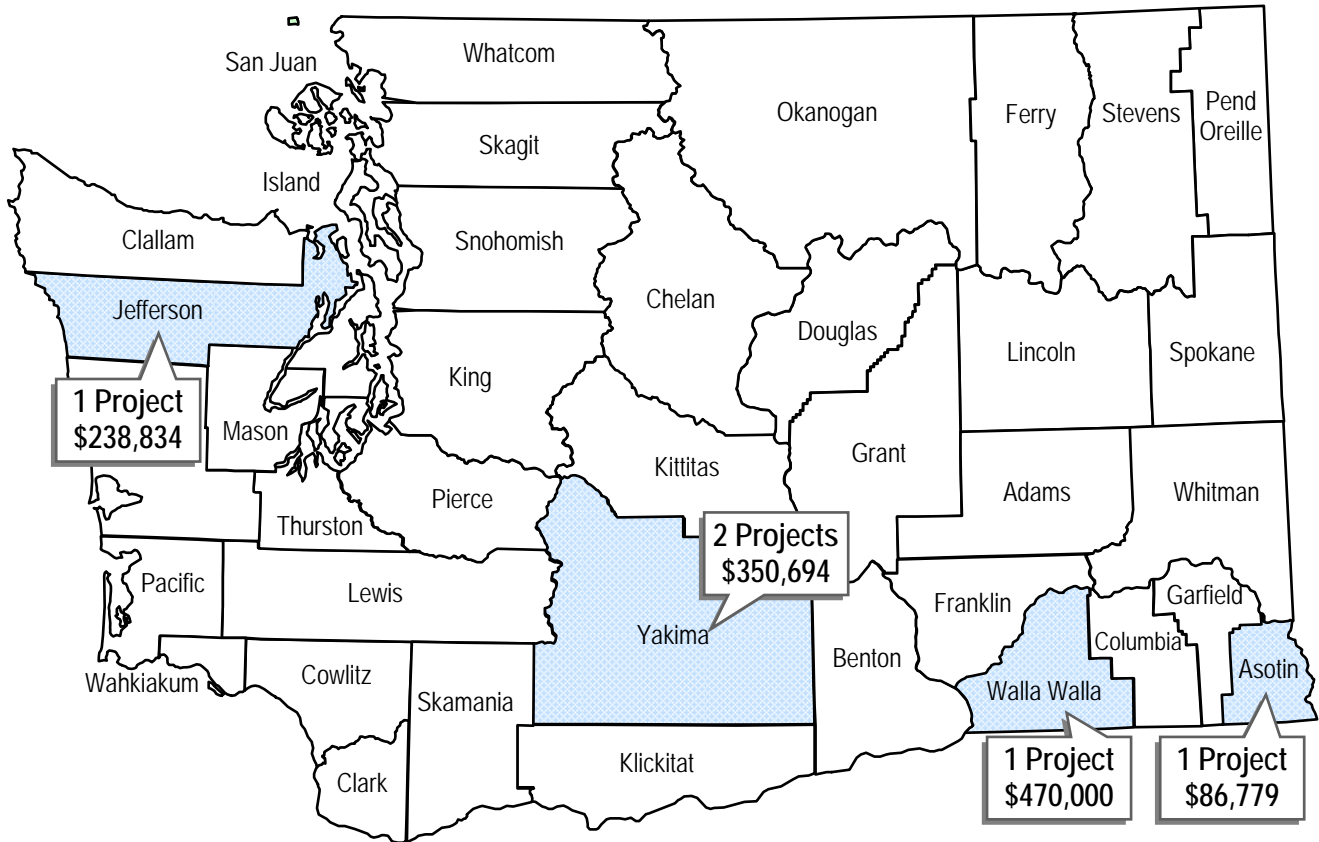 Whatcom
San Juan
Okanogan
Ferry
Stevens
Pend
Oreille
Skagit
Island
Clallam
Snohomish
Chelan
Jefferson
Douglas
Lincoln
Spokane
King
1 Project
$238,834
Mason
Kittitas
Grant
Adams
Whitman
Pierce
Thurston
2 Projects
$350,694
Pacific
Lewis
Franklin
Garfield
Yakima
Columbia
Benton
Asotin
Wahkiakum
Cowlitz
Skamania
Walla Walla
Klickitat
Clark
1 Project
$470,000
1 Project
$86,779